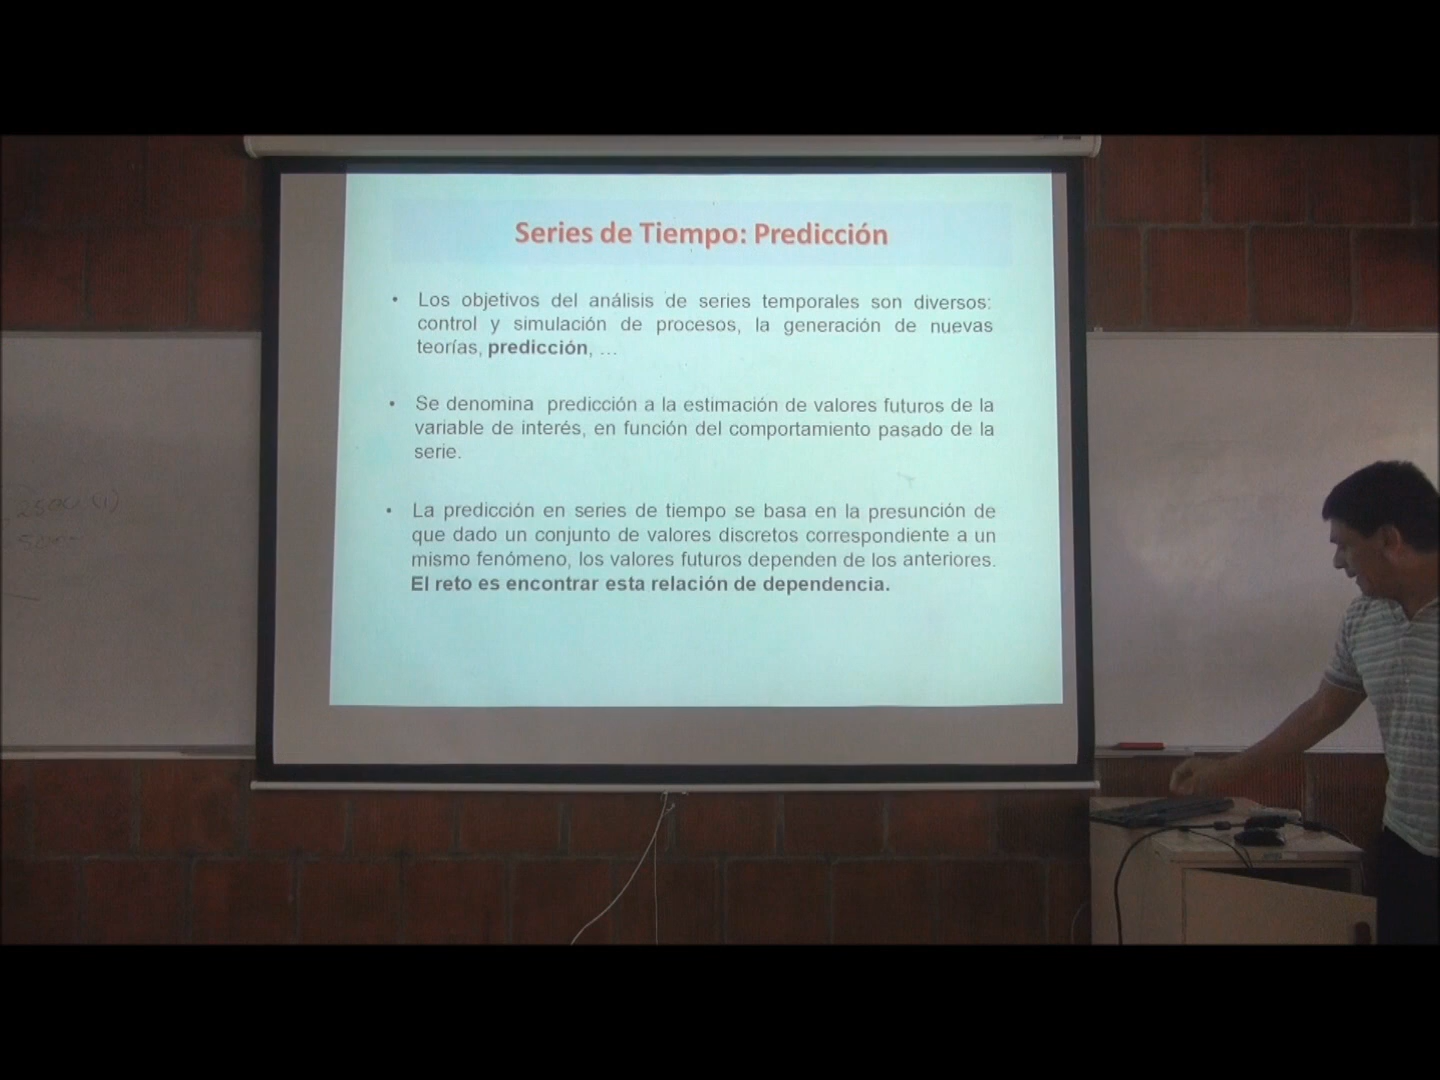 Series de Tiempo: Predicción
• Los objetivos del análisis de series temporales son diversos:
control y simulación de procesos, la generación de nuevas
teorías, predicción, ...
• Se denomina predicción a la estimación de valores futuros de la
variable de interés, en función del comportamiento pasado de la
serie.
• La predicción en series de tiempo se basa en la presunción de
que dado un conjunto de valores discretos correspondiente a un
mismo fenómeno, los valores futuros dependen de los anteriores.
El reto es encontrar esta relación de dependencia.